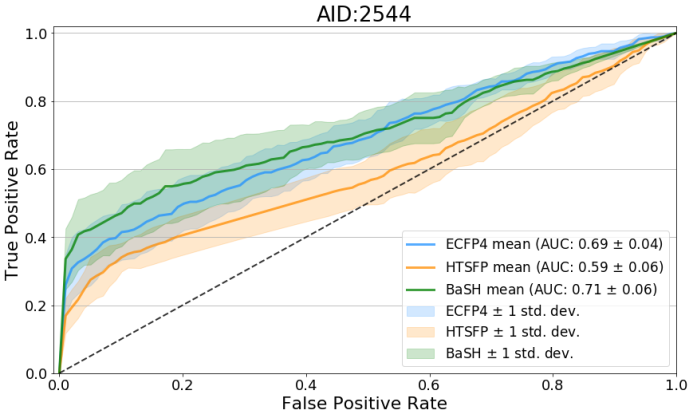 AID:2544
True Positive Rate
1.0
0.8
0.6
0.4
0.2
0.0
ECFP4 mean (AUC: 0.69 ± 0.04)
HTSFP mean (AUC: 0.59 ± 0.06)
BaSH mean (AUC: 0.71 ± 0.06)
ECFP4 ± 1 std. dev.
HTSFP ± 1 std. dev.
BaSH ± 1 std. dev.
0.0 0.2 0.4 0.6 0.8 1.0
False Positive Rate